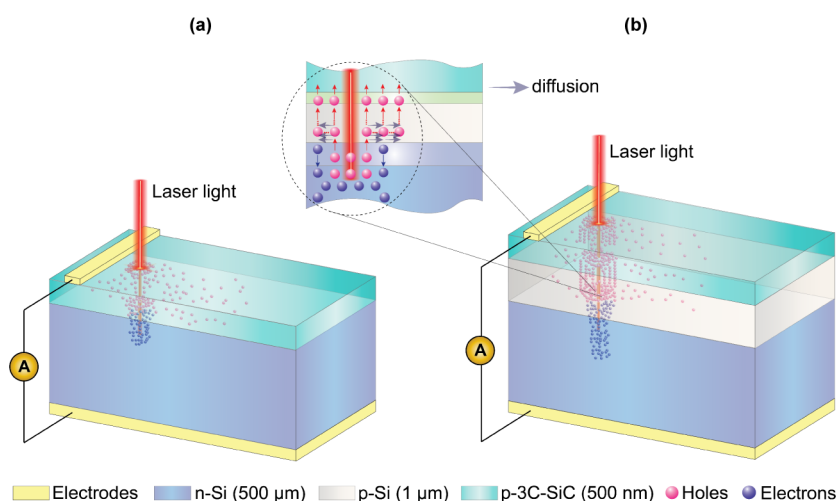 (a)
(b)
diffusion
Laser light
Laser light
A
A
Electrodes
n-Si (500 µm)
p-Si (1 µm)
p-3C-SiC (500 nm)
Holes
Electrons